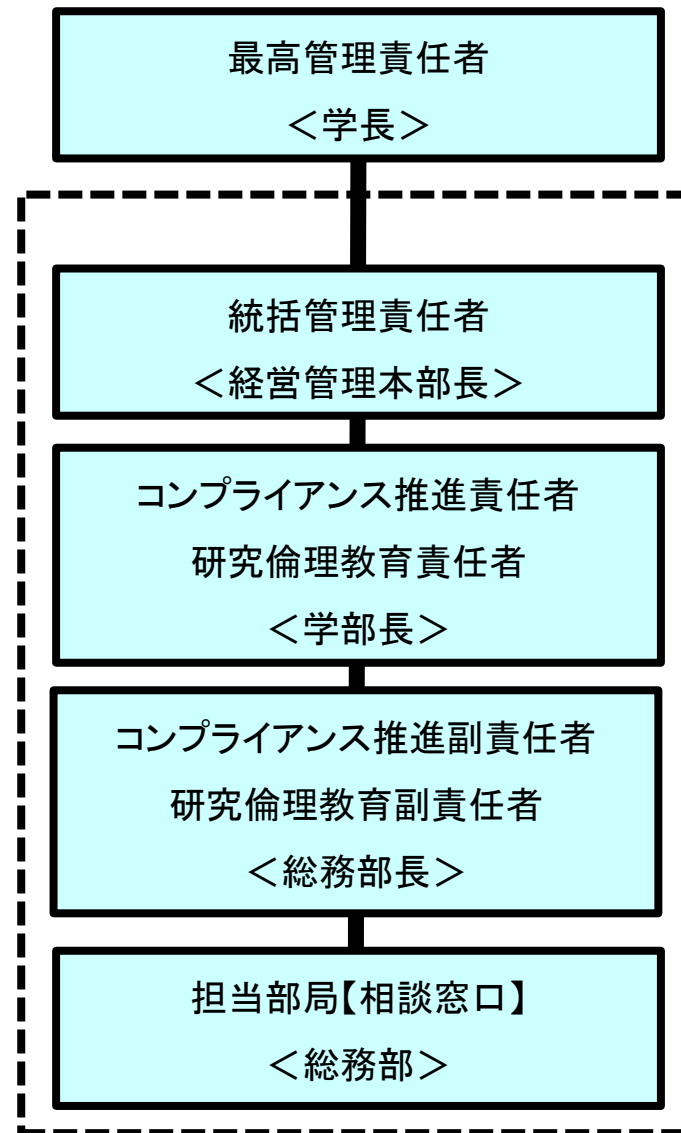 最高管理責任者
＜学長＞
統括管理責任者
＜経営管理本部長＞
コンプライアンス推進責任者
研究倫理教育責任者
＜学部長＞
コンプライアンス推進副責任者
研究倫理教育副責任者
＜総務部長＞
担当部局【相談窓口】
＜総務部＞